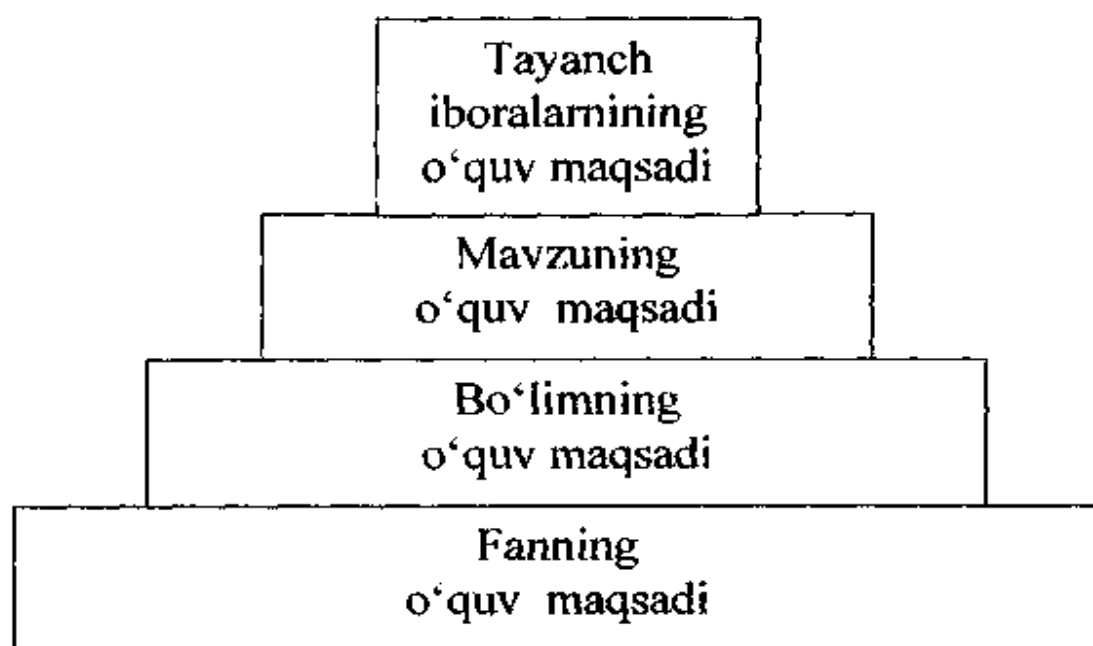 Tayanch
iboralarnining
o‘quv maqsadi
Mavzuning
o‘quv maqsadi
Bo‘limning
o‘quv maqsadi
Fanning
o‘quv maqsadi